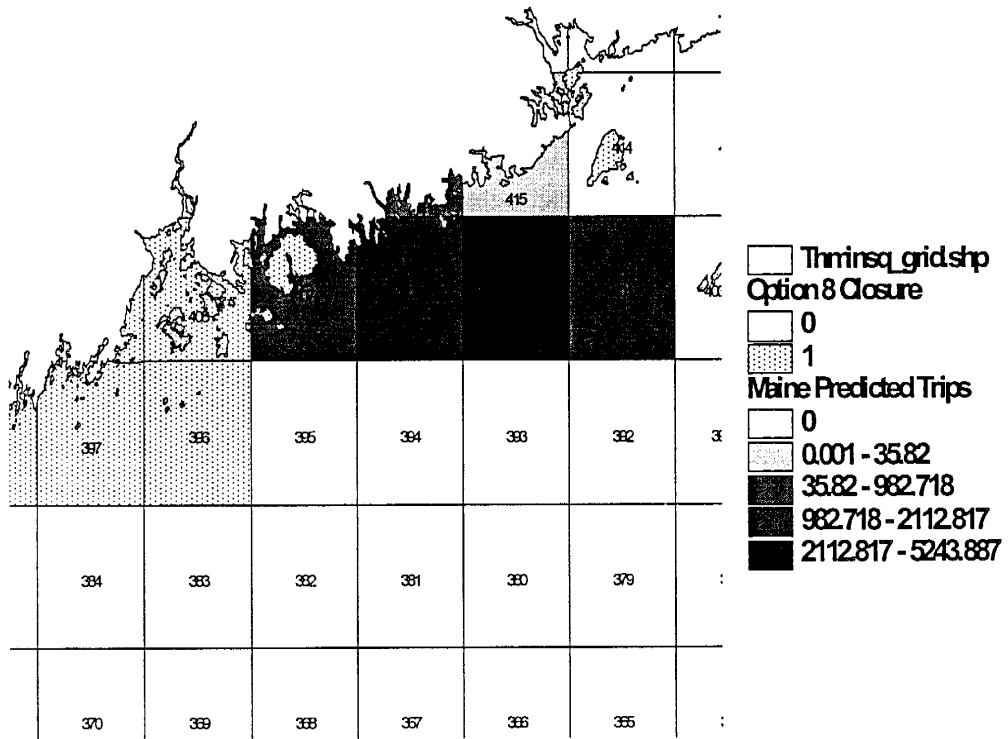 414
415
Thminsq_grid.shp
Option 8 Closure
0
1
Maine Predicted Trips
0
0.001 - 35.82
35.82 - 982.718
982.718 - 2112.817
2112.817 - 5243.887
397 396 395 394 393 392
384 383 382 381 380 379
370 369 368 367 366 365